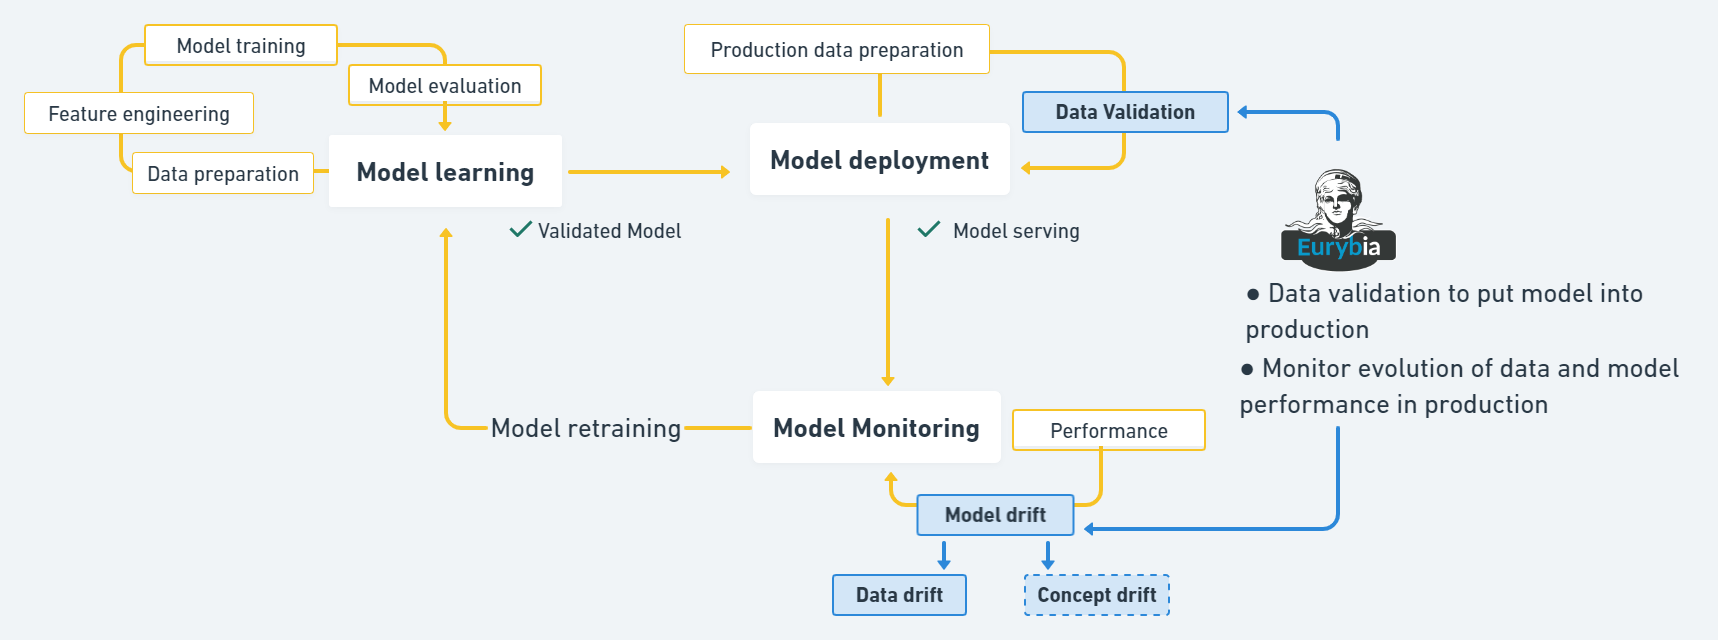 Model training
Model evaluation
Feature engineering
Data preparation
Model learning
Validated Model
Production data preparation
Data Validation
Model deployment
Model serving
Eurybia
● Data validation to put model into
production
● Monitor evolution of data and model
performance in production
Model retraining
Model Monitoring
Performance
Model drift
Data drift
Concept drift